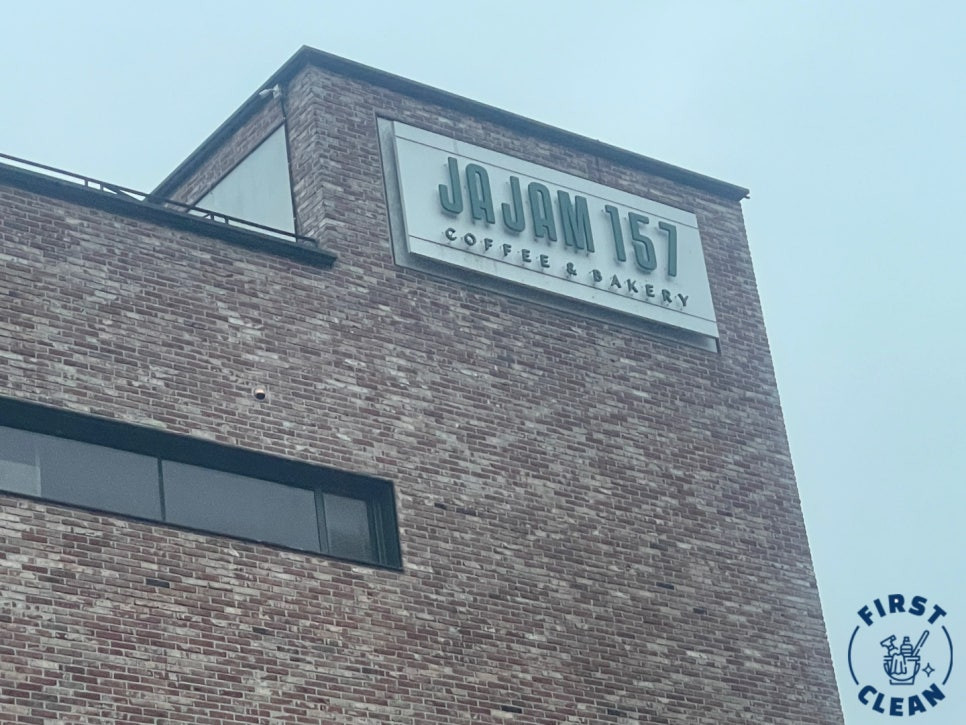 JAJAM 157
COFFEE & BAKERY
FIRST
CLEAN